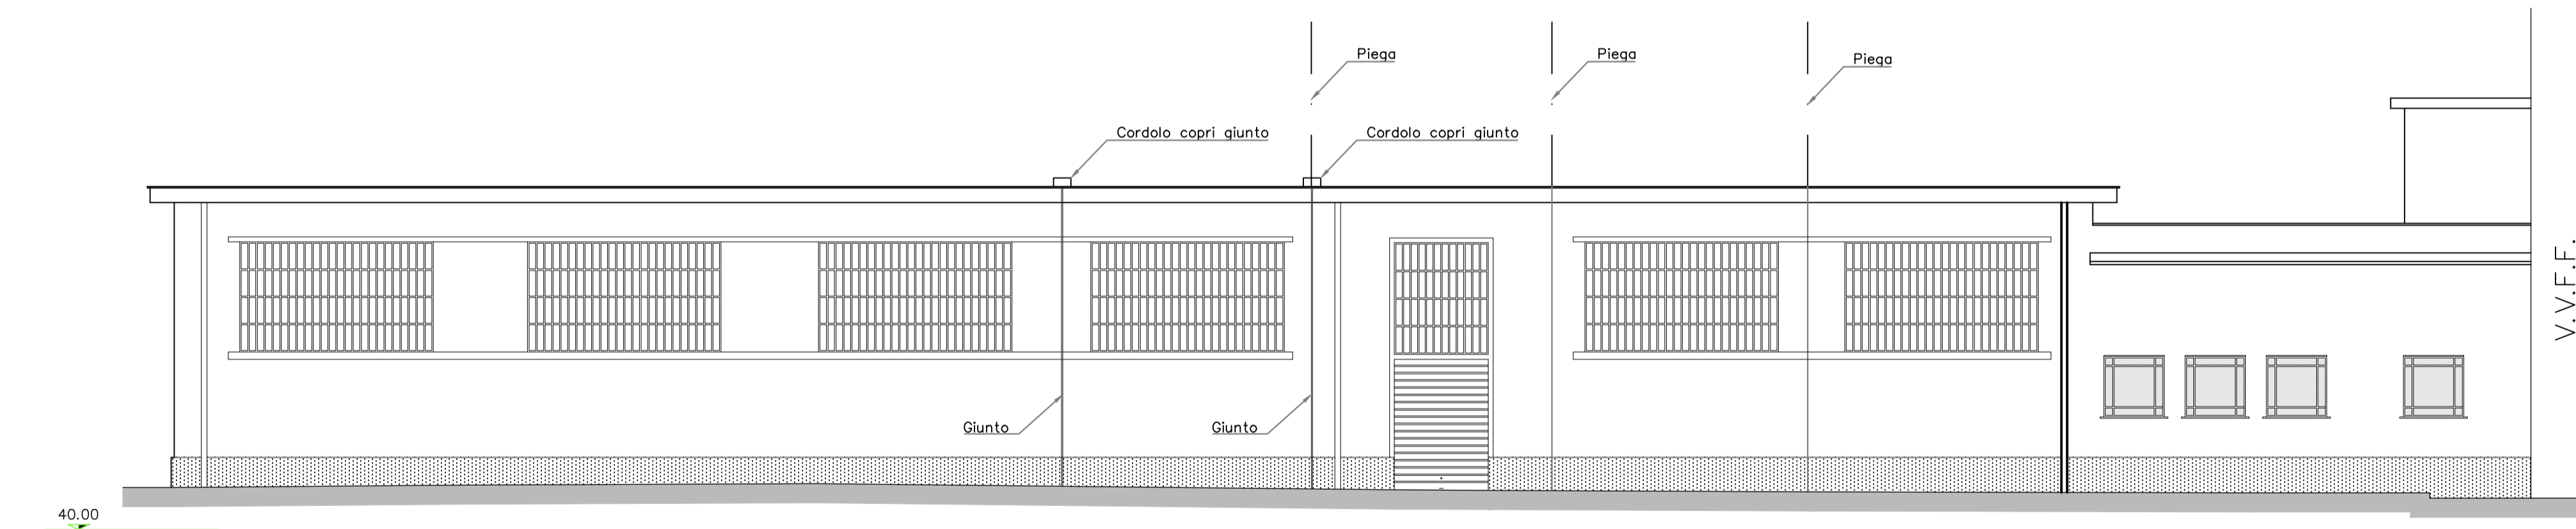 Piega
Piega
Piega
Cordolo copri giunto
Cordolo copri giunto
V.V.F.F.
Giunto
Giunto
40.00